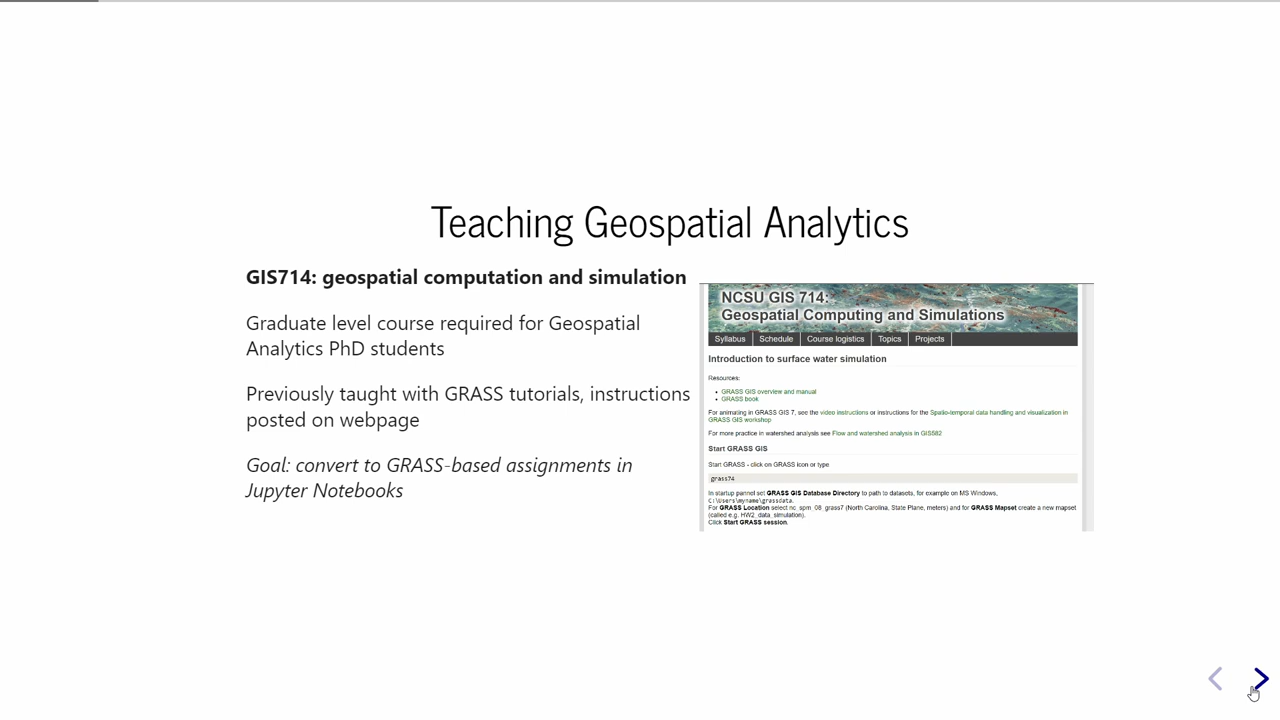 Teaching Geospatial Analytics
GIS714: geospatial computation and simulation
Graduate level course required for Geospatial
Analytics PhD students
Previously taught with GRASS tutorials, instructions
posted on webpage
Goal: convert to GRASS-based assignments in
Jupyter Notebooks
NCSU GIS 714:
Geospatial Computing and Simulations
Syllabus Schedule Course logistics Topics Projects
Introduction to surface water simulation
Resources:
• GRASS GIS overview and manual
• GRASS book
For animating in GRASS GIS 7, see the video instructions or instructions for the Spatio-temporal data handling and visualization in
GRASS GIS workshop
For more practice in watershed analysis see Flow and watershed analysis in GIS582
Start GRASS GIS
Start GRASS - click on GRASS icon or type
grass74
In startup pannel set GRASS GIS Database Directory to path to datasets, for example on MS Windows,
C:\Users\myname\grassdata.
For GRASS Location select nc_spm_08_grass7 (North Carolina, State Plane, meters) and for GRASS Mapset create a new mapset
(called e.g. HW2_data_simulation).
Click Start GRASS session.